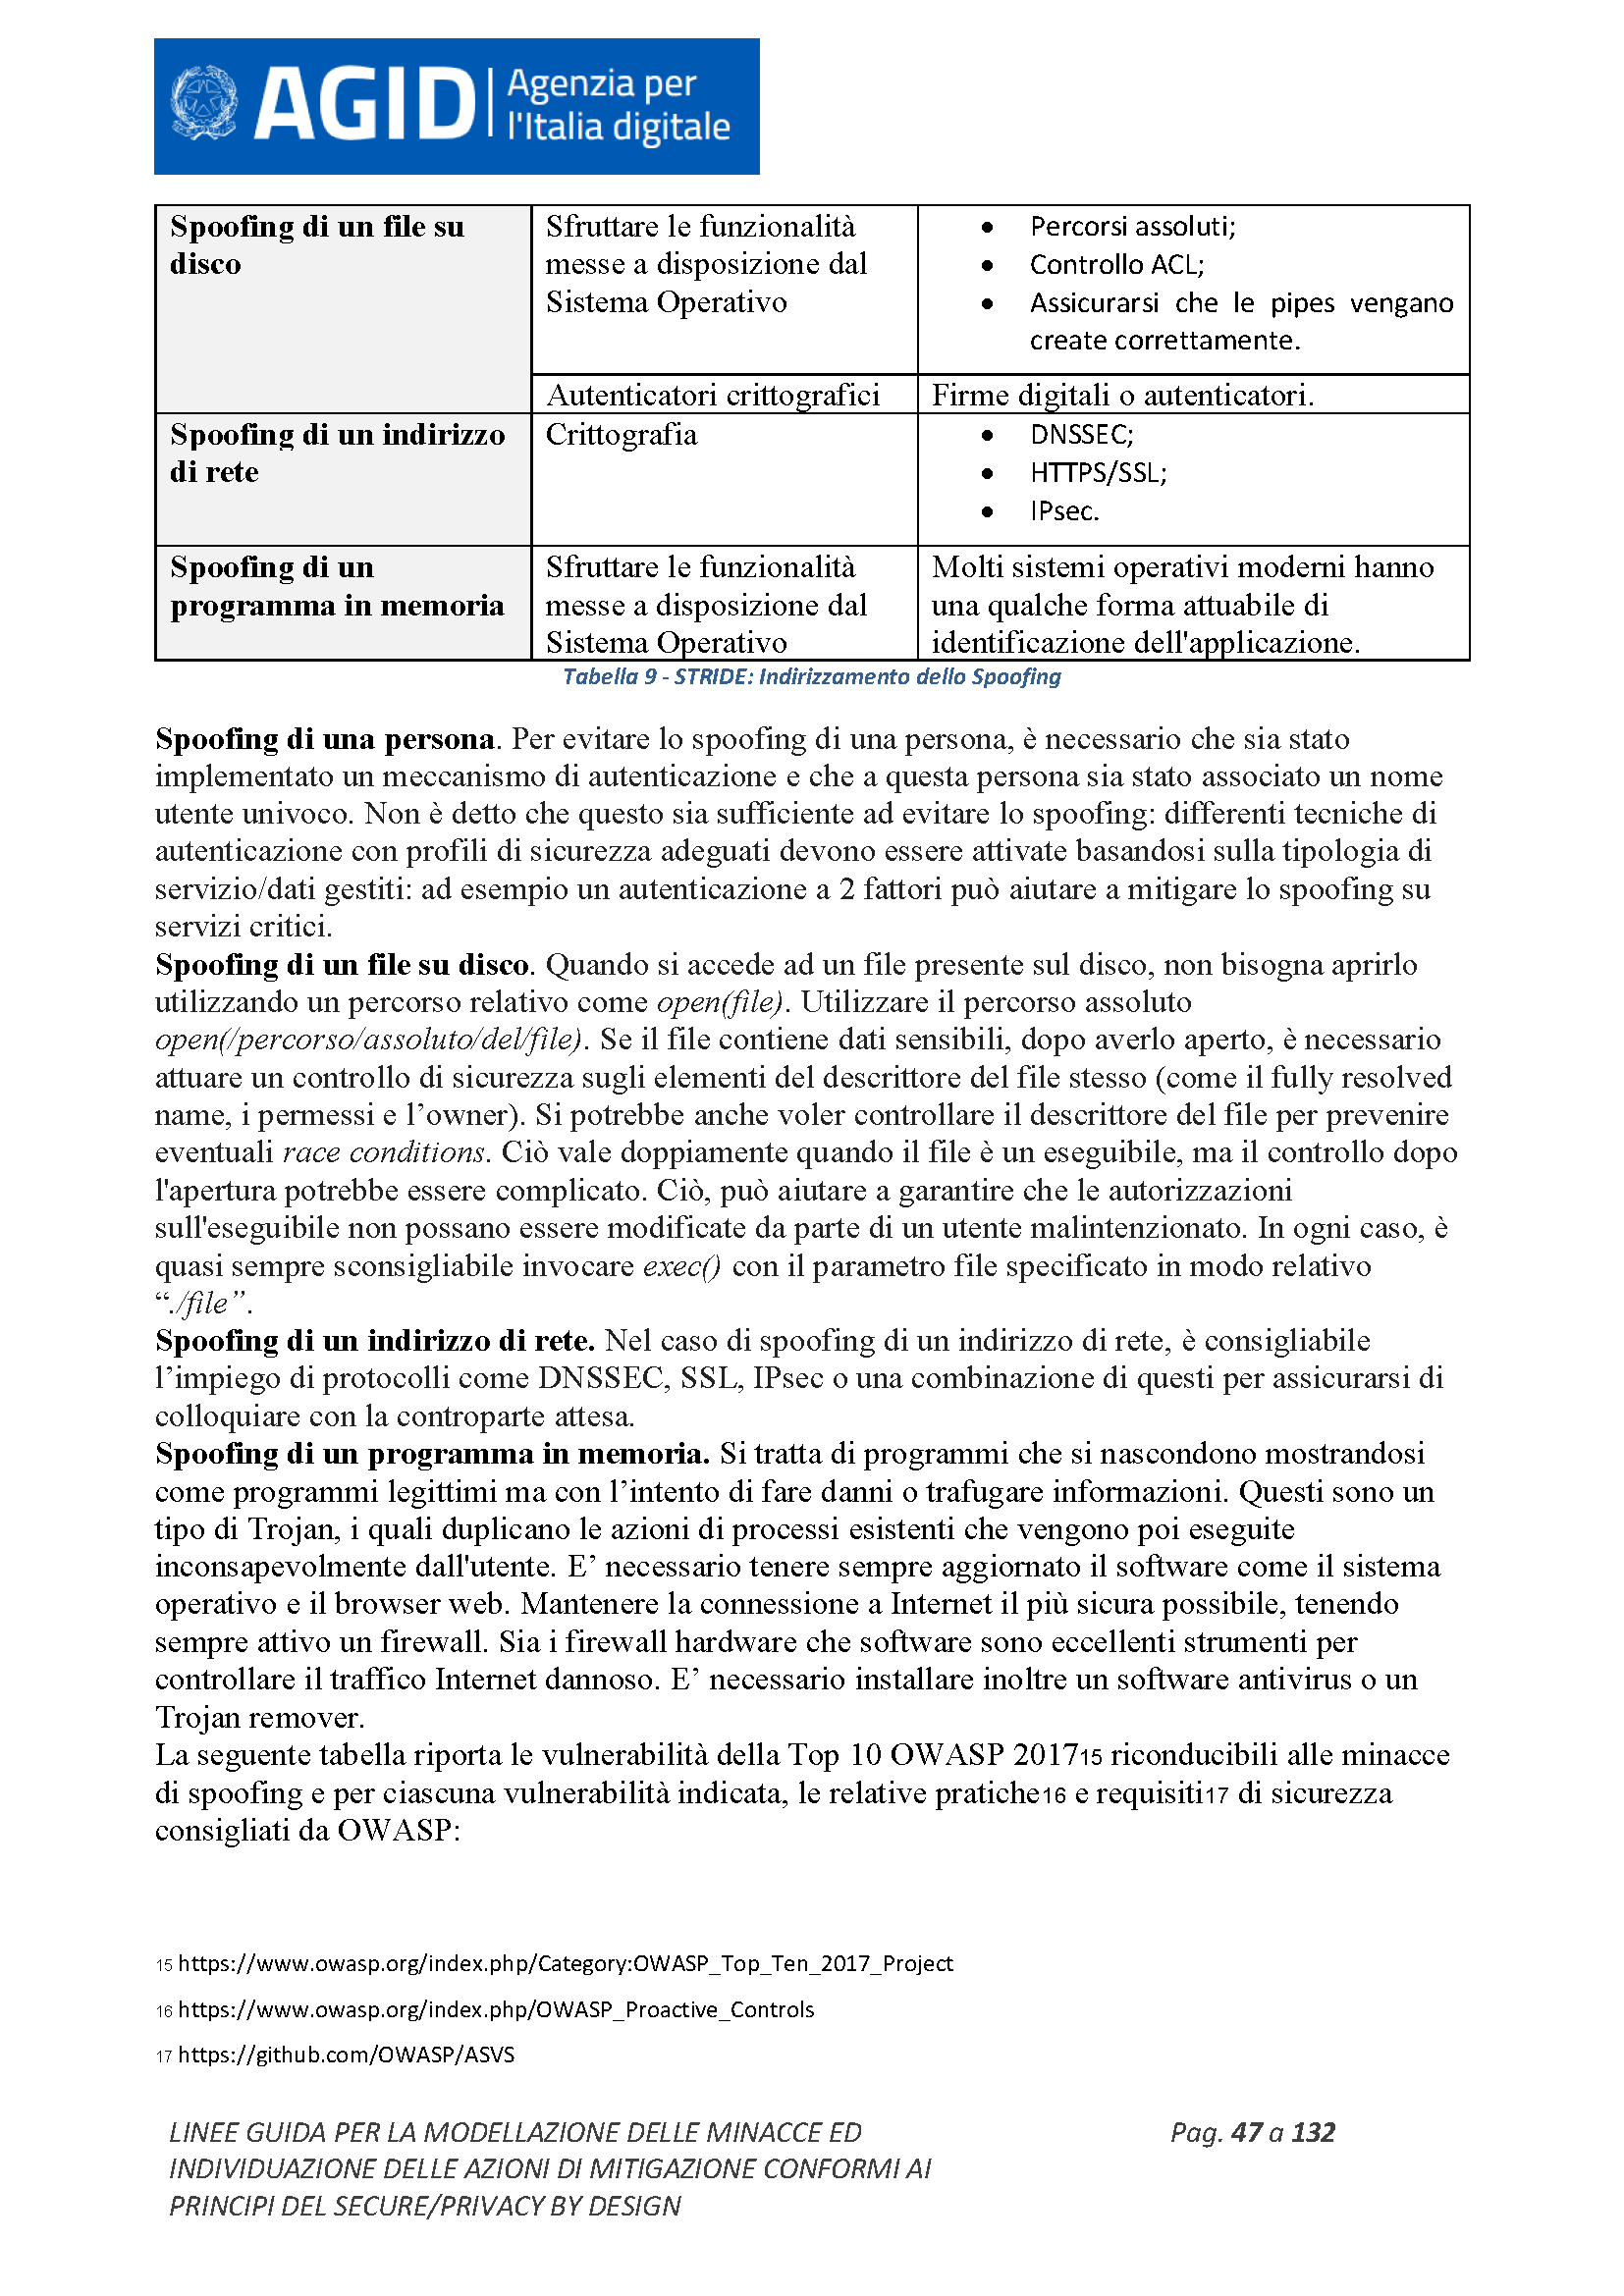 AGID
Agenzia per
l'Italia digitale
Spoofing di un file su
disco
Sfruttare le funzionalità
messe a disposizione dal
Sistema Operativo
• Percorsi assoluti;
• Controllo ACL;
• Assicurarsi che le pipes vengano
create correttamente.
Autenticatori crittografici
Firme digitali o autenticatori.
Spoofing di un indirizzo
di rete
Crittografia
• DNSSEC;
• HTTPS/SSL;
• IPsec.
Spoofing di un
programma in memoria
Sfruttare le funzionalità
messe a disposizione dal
Sistema Operativo
Molti sistemi operativi moderni hanno
una qualche forma attuabile di
identificazione dell'applicazione.
Tabella 9 - STRIDE: Indirizzamento dello Spoofing
Spoofing di una persona. Per evitare lo spoofing di una persona, è necessario che sia stato
implementato un meccanismo di autenticazione e che a questa persona sia stato associato un nome
utente univoco. Non è detto che questo sia sufficiente ad evitare lo spoofing: differenti tecniche di
autenticazione con profili di sicurezza adeguati devono essere attivate basandosi sulla tipologia di
servizio/dati gestiti: ad esempio un autenticazione a 2 fattori può aiutare a mitigare lo spoofing su
servizi critici.
Spoofing di un file su disco. Quando si accede ad un file presente sul disco, non bisogna aprirlo
utilizzando un percorso relativo come open(file). Utilizzare il percorso assoluto
open(/percorso/assoluto/del/file). Se il file contiene dati sensibili, dopo averlo aperto, è necessario
attuare un controllo di sicurezza sugli elementi del descrittore del file stesso (come il fully resolved
name, i permessi e l’owner). Si potrebbe anche voler controllare il descrittore del file per prevenire
eventuali race conditions. Ciò vale doppiamente quando il file è un eseguibile, ma il controllo dopo
l'apertura potrebbe essere complicato. Ciò, può aiutare a garantire che le autorizzazioni
sull'eseguibile non possano essere modificate da parte di un utente malintenzionato. In ogni caso, è
quasi sempre sconsigliabile invocare exec() con il parametro file specificato in modo relativo
“./file”.
Spoofing di un indirizzo di rete. Nel caso di spoofing di un indirizzo di rete, è consigliabile
l’impiego di protocolli come DNSSEC, SSL, IPsec o una combinazione di questi per assicurarsi di
colloquiare con la controparte attesa.
Spoofing di un programma in memoria. Si tratta di programmi che si nascondono mostrandosi
come programmi legittimi ma con l’intento di fare danni o trafugare informazioni. Questi sono un
tipo di Trojan, i quali duplicano le azioni di processi esistenti che vengono poi eseguite
inconsapevolmente dall'utente. E’ necessario tenere sempre aggiornato il software come il sistema
operativo e il browser web. Mantenere la connessione a Internet il più sicura possibile, tenendo
sempre attivo un firewall. Sia i firewall hardware che software sono eccellenti strumenti per
controllare il traffico Internet dannoso. E’ necessario installare inoltre un software antivirus o un
Trojan remover.
La seguente tabella riporta le vulnerabilità della Top 10 OWASP 201715 riconducibili alle minacce
di spoofing e per ciascuna vulnerabilità indicata, le relative pratiche16 e requisiti17 di sicurezza
consigliati da OWASP:
15 https://www.owasp.org/index.php/Category:OWASP_Top_Ten_2017_Project
16 https://www.owasp.org/index.php/OWASP_Proactive_Controls
17 https://github.com/OWASP/ASVS
LINEE GUIDA PER LA MODELLAZIONE DELLE MINACCE ED
INDIVIDUAZIONE DELLE AZIONI DI MITIGAZIONE CONFORMI AI
PRINCIPI DEL SECURE/PRIVACY BY DESIGN
Pag. 47 a 132